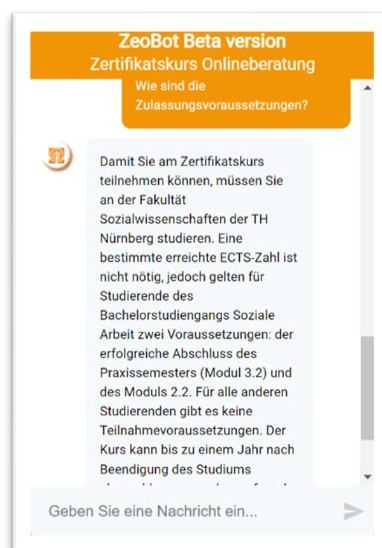 ZeoBot Beta version
Zertifikatskurs Onlineberatung
Wie sind die
Zulassungsvoraussetzungen?
Damit Sie am Zertifikatskurs
teilnehmen können, müssen Sie
an der Fakultät
Sozialwissenschaften der TH
Nürnberg studieren. Eine
bestimmte erreichte ECTS-Zahl ist
nicht nötig, jedoch gelten für
Studierende des
Bachelorstudiengangs Soziale
Arbeit zwei Voraussetzungen: der
erfolgreiche Abschluss des
Praxissemesters (Modul 3.2) und
des Moduls 2.2. Für alle anderen
Studierenden gibt es keine
Teilnahmevoraussetzungen. Der
Kurs kann bis zu einem Jahr nach
Beendigung des Studiums
Geben Sie eine Nachricht ein...